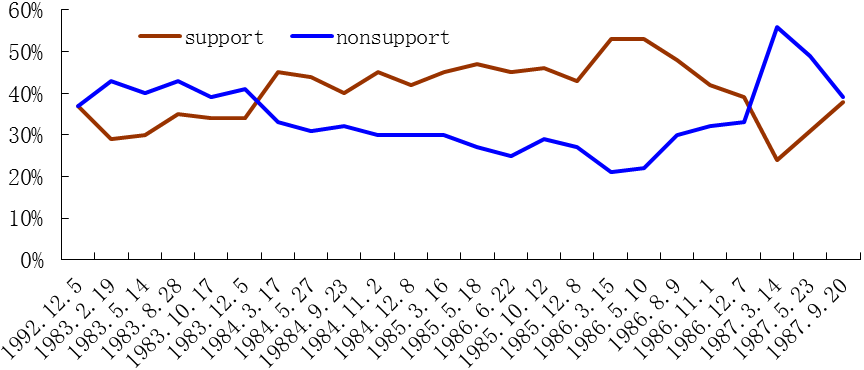 60%
support
nonsupport
50%
40%
30%
20%
10%
0%
1992. 12. 5
1983. 2. 19
1983. 5. 14
1983. 8. 28
1983. 10. 17
1983. 12. 5
1984. 3. 17
1984. 5. 27
19884. 9. 23
1984. 11. 2
1984. 12. 8
1985. 3. 16
1985. 5. 18
1986. 6. 22
1985. 10. 12
1985. 12. 8
1986. 3. 15
1986. 5. 10
1986. 8. 9
1986. 11. 1
1986. 12. 7
1987. 3. 14
1987. 5. 23
1987. 9. 20